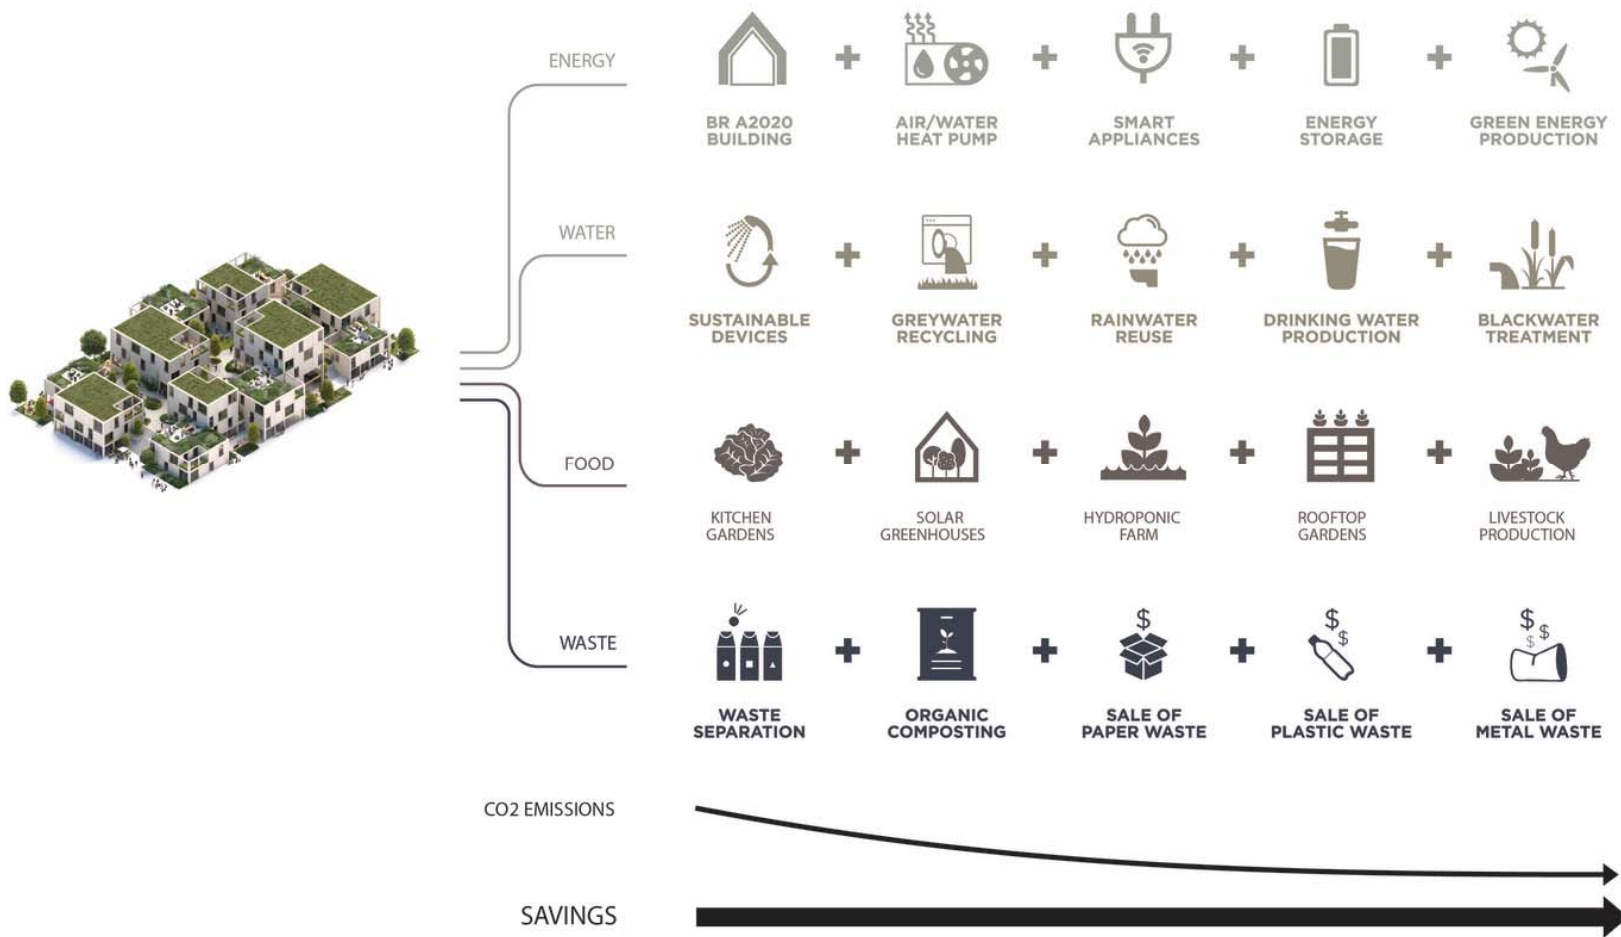 ENERGY
BR A2020
BUILDING
AIR/WATER
HEAT PUMP
SMART
APPLIANCES
ENERGY
STORAGE
GREEN ENERGY
PRODUCTION
WATER
SUSTAINABLE
DEVICES
GREYWATER
RECYCLING
RAINWATER
REUSE
DRINKING WATER
PRODUCTION
BLACKWATER
TREATMENT
FOOD
KITCHEN
GARDENS
SOLAR
GREENHOUSES
HYDROPONIC
FARM
ROOFTOP
GARDENS
LIVESTOCK
PRODUCTION
WASTE
WASTE
SEPARATION
ORGANIC
COMPOSTING
SALE OF
PAPER WASTE
SALE OF
PLASTIC WASTE
SALE OF
METAL WASTE
CO2 EMISSIONS
SAVINGS